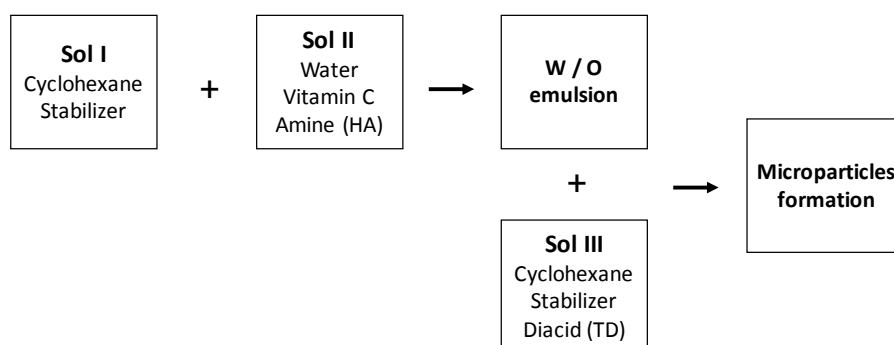 Sol I
Cyclohexane
Stabilizer
+
Sol II
Water
Vitamin C
Amine (HA)
W / O
emulsion
+
Sol III
Cyclohexane
Stabilizer
Diacid (TD)
Microparticles
formation